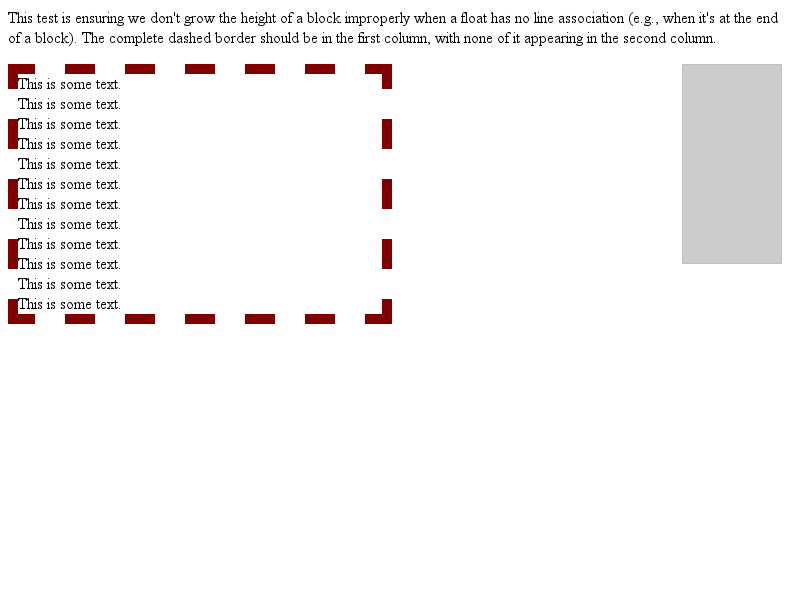 This test is ensuring we don't grow the height of a block improperly when a float has no line association (e.g., when it's at the end
of a block). The complete dashed border should be in the first column, with none of it appearing in the second column.
This is some text.
This is some text.
This is some text.
This is some text.
This is some text.
This is some text.
This is some text.
This is some text.
This is some text.
This is some text.
This is some text.
This is some text.